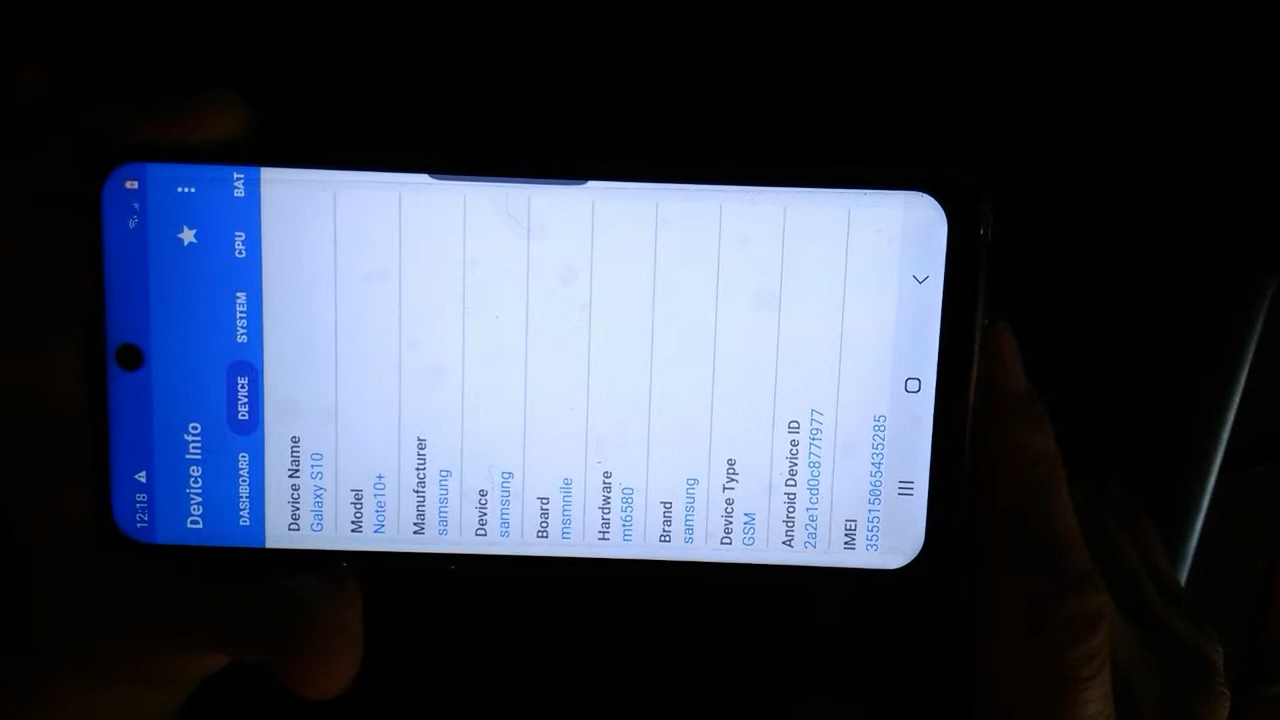 12:18
Device Info
DASHBOARD DEVICE SYSTEM CPU BAT
Device Name
Galaxy S10
Model
Note10+
Manufacturer
samsung
Device
samsung
Board
msmnile
Hardware
mt6580
Brand
samsung
Device Type
GSM
Android Device ID
2a2e1cd0c877f977
IMEI
355515065435285